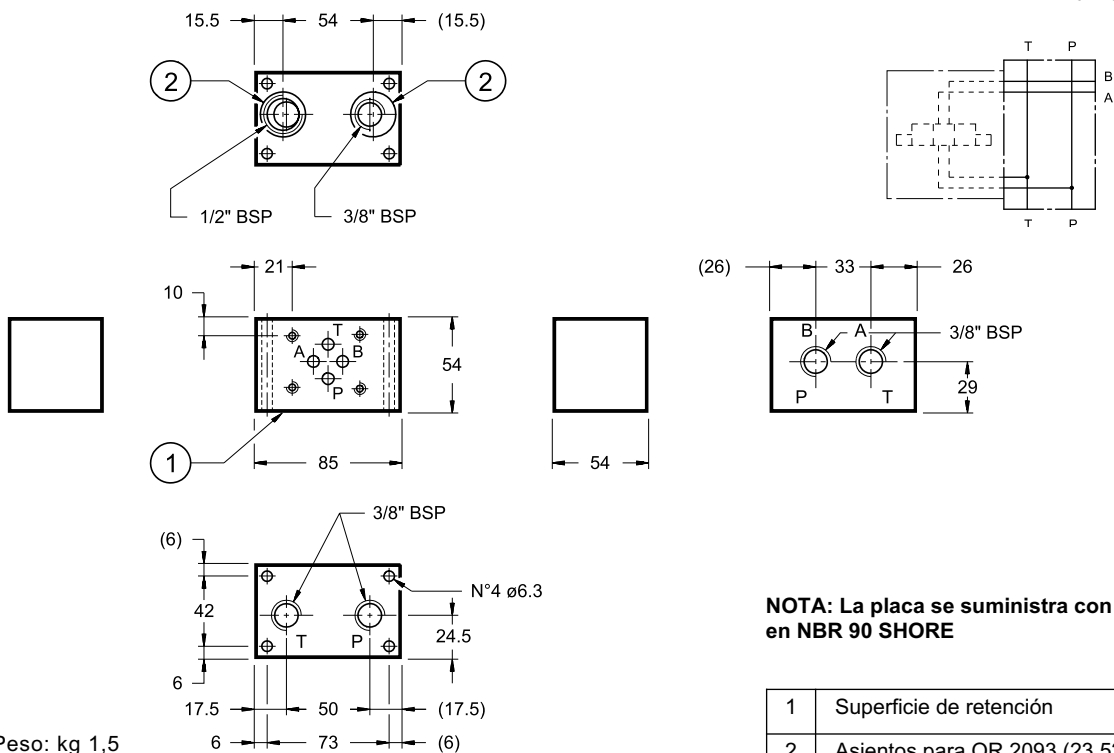 15.5 54 (15.5)
2 2
1/2" BSP 3/8" BSP
T P
B
A
T P
21
10
T
A B
P
54
1
85
54
(26) 33 26
B A
3/8" BSP
P T
29
3/8" BSP
(6)
42
6
N°4 ø6.3
T P
24.5
17.5 50 (17.5)
6 73 (6)
Peso: kg 1,5
NOTA: La placa se suministra con
en NBR 90 SHORE
1 Superficie de retención
2 Asientos para OR 2093 (23.5